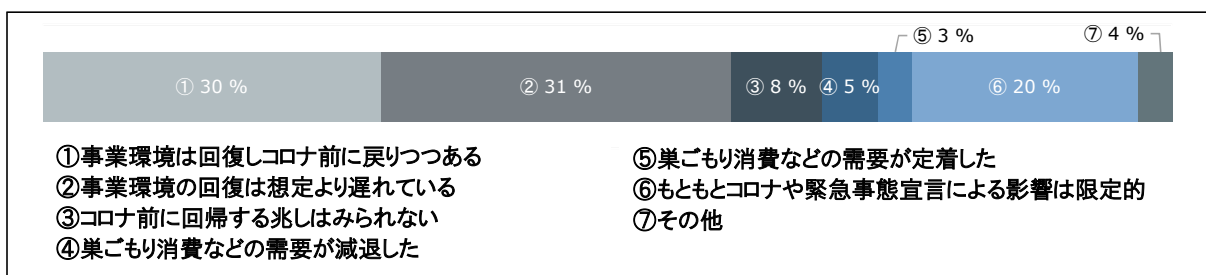 ⑤ 3 %
⑦ 4 %
① 30 %
② 31 %
③ 8 %
④ 5 %
⑥ 20 %
①事業環境は回復しコロナ前に戻りつつある
②事業環境の回復は想定より遅れている
③コロナ前に回帰する兆しはみられない
④巣ごもり消費などの需要が減退した
⑤巣ごもり消費などの需要が定着した
⑥もともとコロナや緊急事態宣言による影響は限定的
⑦その他